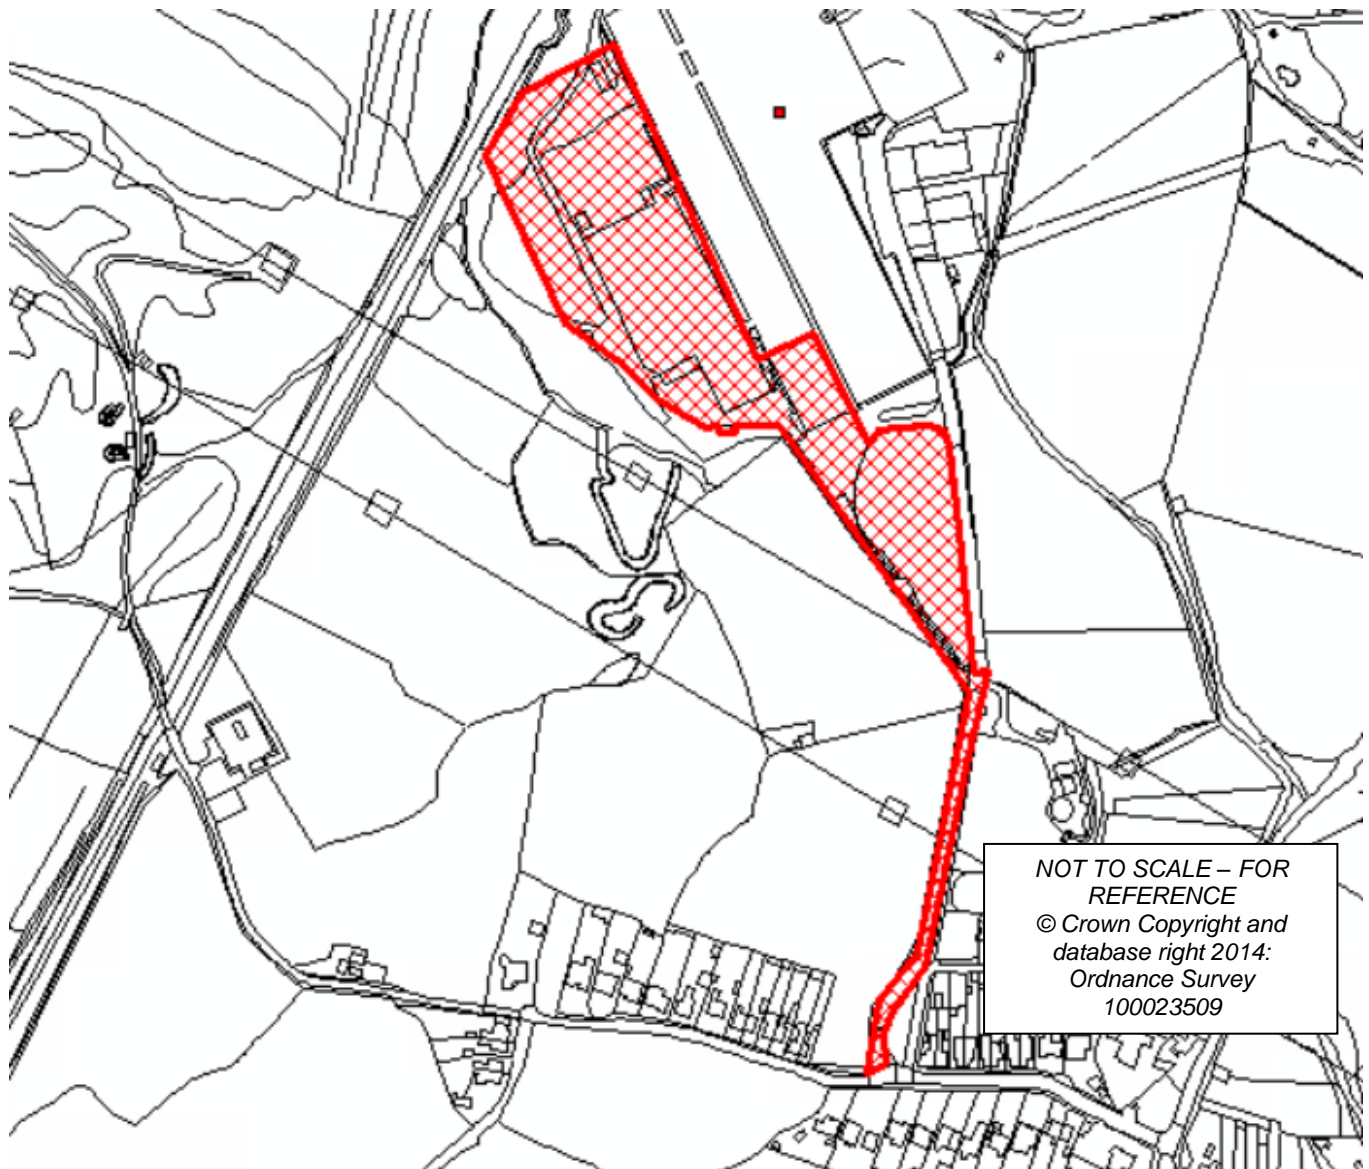 NOT TO SCALE – FOR
REFERENCE
© Crown Copyright and
database right 2014:
Ordnance Survey
100023509